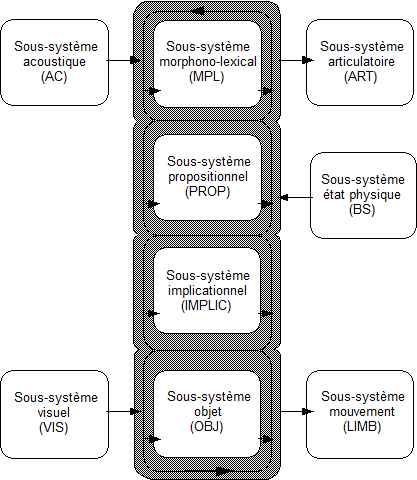 Sous-système
acoustique
(AC)
Sous-système
morphono-lexical
(MPL)
Sous-système
articulatoire
(ART)
Sous-système
propositionnel
(PROP)
Sous-système
état physique
(BS)
Sous-système
implicationnel
(IMPLIC)
Sous-système
visuel
(VIS)
Sous-système
objet
(OBJ)
Sous-système
mouvement
(LIMB)